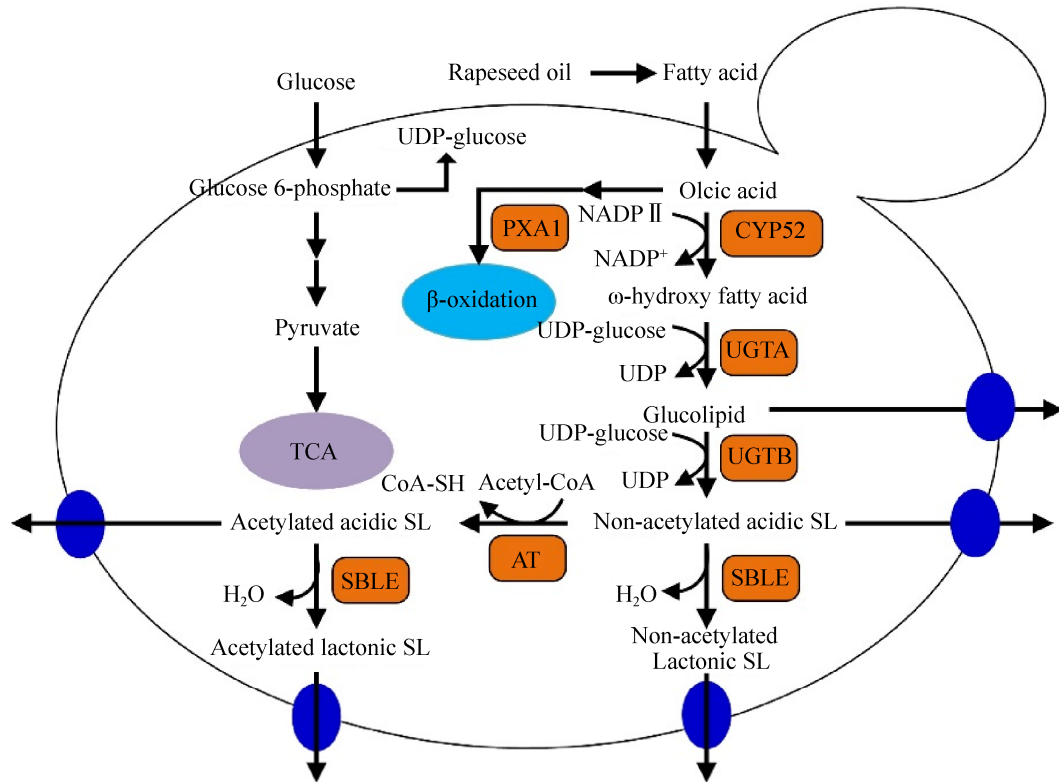 Glucose
Rapeseed oil
Fatty acid
UDP-glucose
Glucose 6-phosphate
Olcic acid
PXA1
NADP Ⅱ
CYP52
NADP⁺
β-oxidation
ω-hydroxy fatty acid
Pyruvate
UDP-glucose
UGTA
UDP
Glucolipid
UDP-glucose
TCA
UGTB
UDP
CoA-SH
Acetyl-CoA
Acetylated acidic SL
Non-acetylated acidic SL
AT
SBLE
SBLE
H₂O
H₂O
Acetylated lactonic SL
Non-acetylated
Lactonic SL